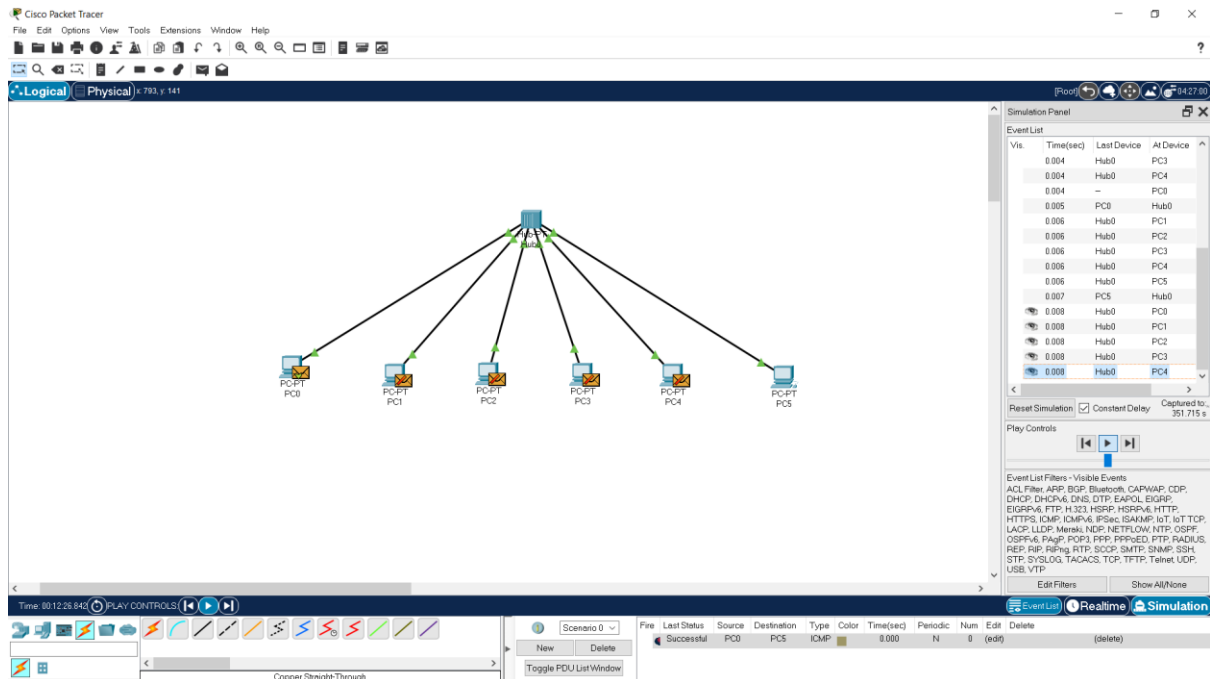 Cisco Packet Tracer
File Edit Options View Tools Extensions Window Help
?
Logical Physical x: 793, y: 141
[Root] 04:27:00
Simulation Panel
Event List
Vis. Time(sec) Last Device At Device
0.004 Hub0 PC3
0.004 Hub0 PC4
0.004 -- PC0
0.005 PC0 Hub0
0.006 Hub0 PC1
0.006 Hub0 PC2
0.006 Hub0 PC3
0.006 Hub0 PC4
0.006 Hub0 PC5
0.007 PC5 Hub0
0.008 Hub0 PC0
0.008 Hub0 PC1
0.008 Hub0 PC2
0.008 Hub0 PC3
0.008 Hub0 PC4
Reset Simulation Constant Delay Captured to:
351.715 s
Play Controls
Event List Filters - Visible Events
ACL Filter, ARP, BGP, Bluetooth, CAPWAP, CDP,
DHCP, DHCPv6, DNS, DTP, EAPOL, EIGRP,
EIGRPv6, FTP, H.323, HSRP, HSRPv6, HTTP,
HTTPS, ICMP, ICMPv6, IPSec, ISAKMP, IoT, IoT TCP,
LACP, LLDP, Meraki, NDP, NETFLOW, NTP, OSPF,
OSPFv6, PAgP, POP3, PPP, PPPoED, PTP, RADIUS,
REP, RIP, RIPng, RTP, SCCP, SMTP, SNMP, SSH,
STP, SYSLOG, TACACS, TCP, TFTP, Telnet, UDP,
USB, VTP
Edit Filters Show All/None
Event List Realtime Simulation
Hub-PT
Hub0
PC-PT
PC0
PC-PT
PC1
PC-PT
PC2
PC-PT
PC3
PC-PT
PC4
PC-PT
PC5
Time: 00:12:26.842 PLAY CONTROLS:
Copper Straight-Through
Scenario 0
New Delete
Toggle PDU List Window
Fire Last Status Source Destination Type Color Time(sec) Periodic Num Edit Delete
Successful PC0 PC5 ICMP 0.000 N 0 (edit) (delete)